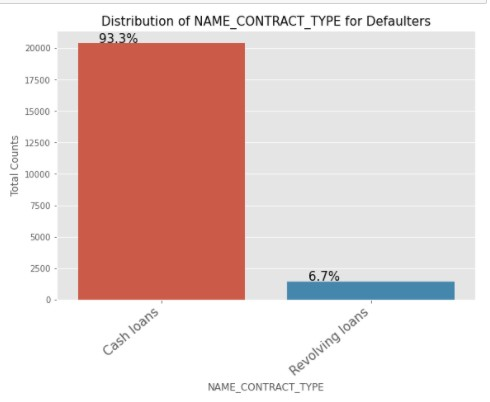 Distribution of NAME_CONTRACT_TYPE for Defaulters
Total Counts
20000
17500
15000
12500
10000
7500
5000
2500
0
93.3%
6.7%
Cash loans
Revolving loans
NAME_CONTRACT_TYPE